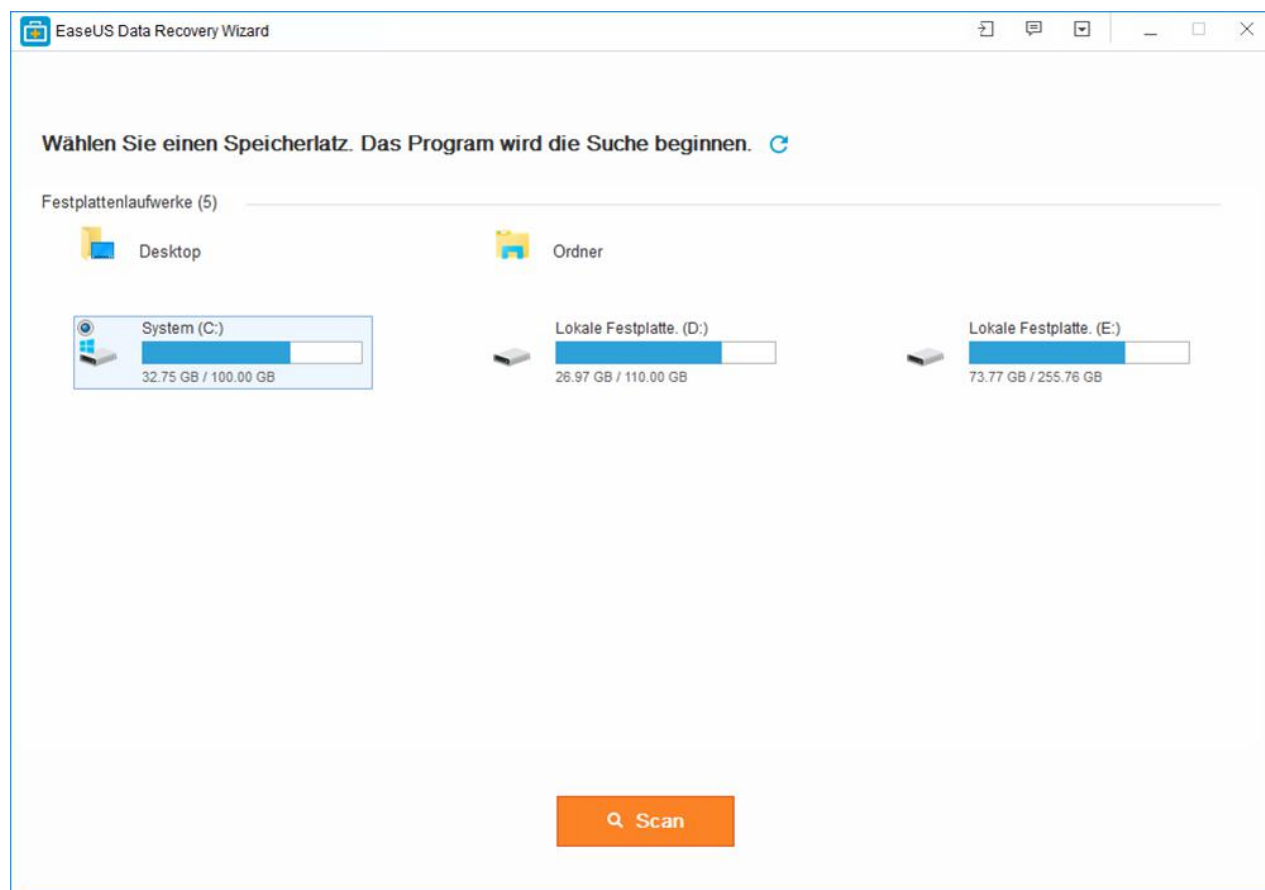 EaseUS Data Recovery Wizard
Wählen Sie einen Speicherlatz. Das Program wird die Suche beginnen.
Festplattenlaufwerke (5)
Desktop
Ordner
System (C:)
32.75 GB / 100.00 GB
Lokale Festplatte. (D:)
26.97 GB / 110.00 GB
Lokale Festplatte. (E:)
73.77 GB / 255.76 GB
Scan